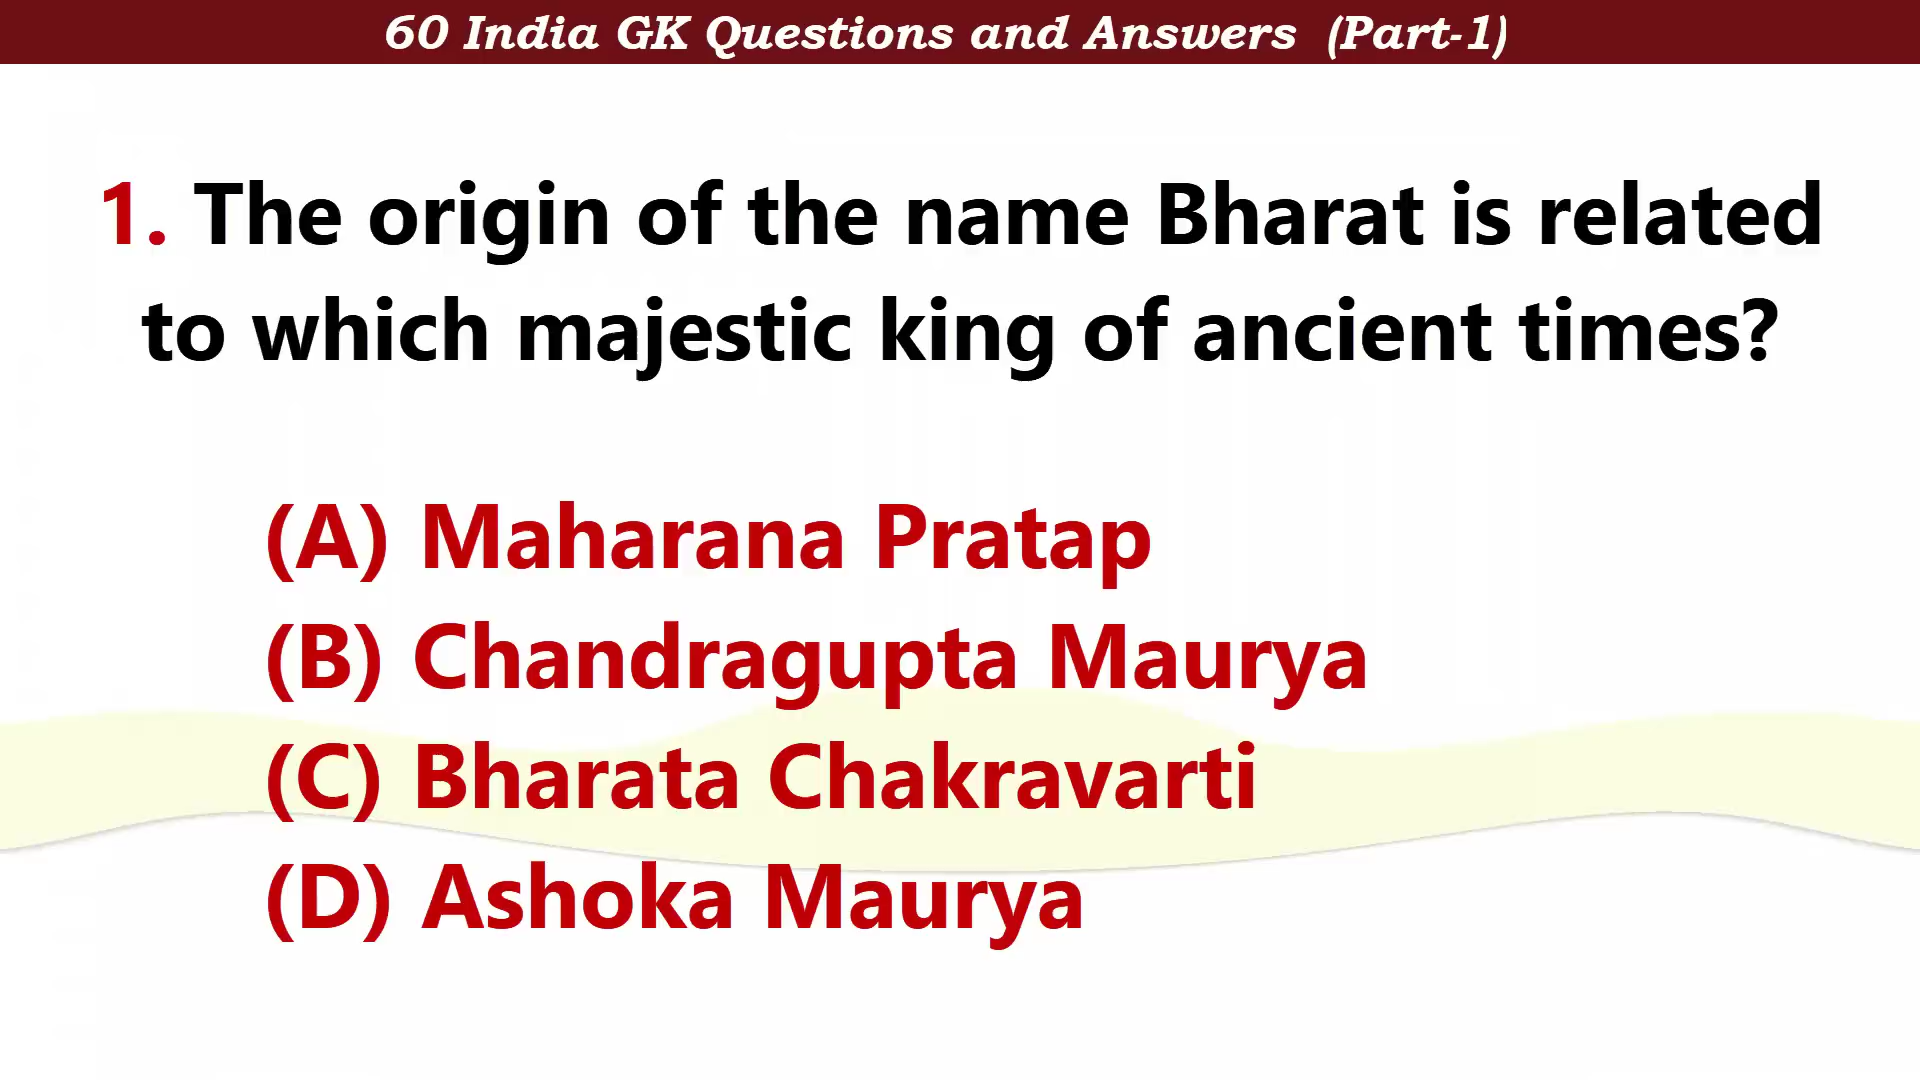 60 India GK Questions and Answers (Part-1)
1. The origin of the name Bharat is related
to which majestic king of ancient times?
(A) Maharana Pratap
(B) Chandragupta Maurya
(C) Bharata Chakravarti
(D) Ashoka Maurya